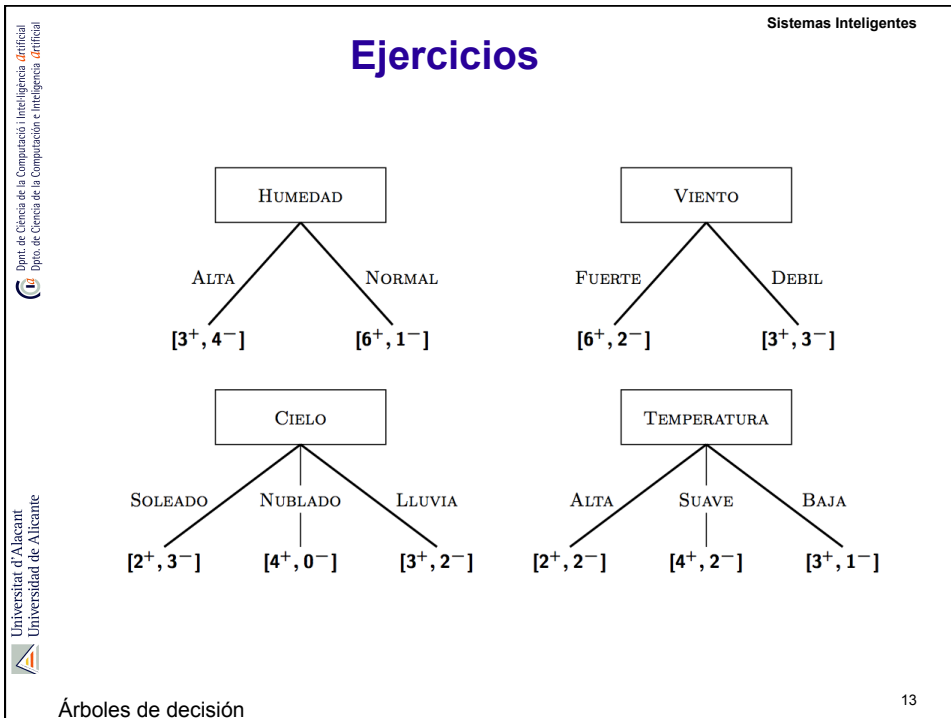 Sistemas Inteligentes
Ejercicios
Dpnt. de Ciència de la Computació i Intel·ligència artificial
Dpto. de Ciencia de la Computación e Inteligencia artificial
Universitat d'Alacant
Universidad de Alicante
HUMEDAD
ALTA NORMAL
[3+, 4−] [6+, 1−]
VIENTO
FUERTE DEBIL
[6+, 2−] [3+, 3−]
CIELO
SOLEADO NUBLADO LLUVIA
[2+, 3−] [4+, 0−] [3+, 2−]
TEMPERATURA
ALTA SUAVE BAJA
[2+, 2−] [4+, 2−] [3+, 1−]
Árboles de decisión
13